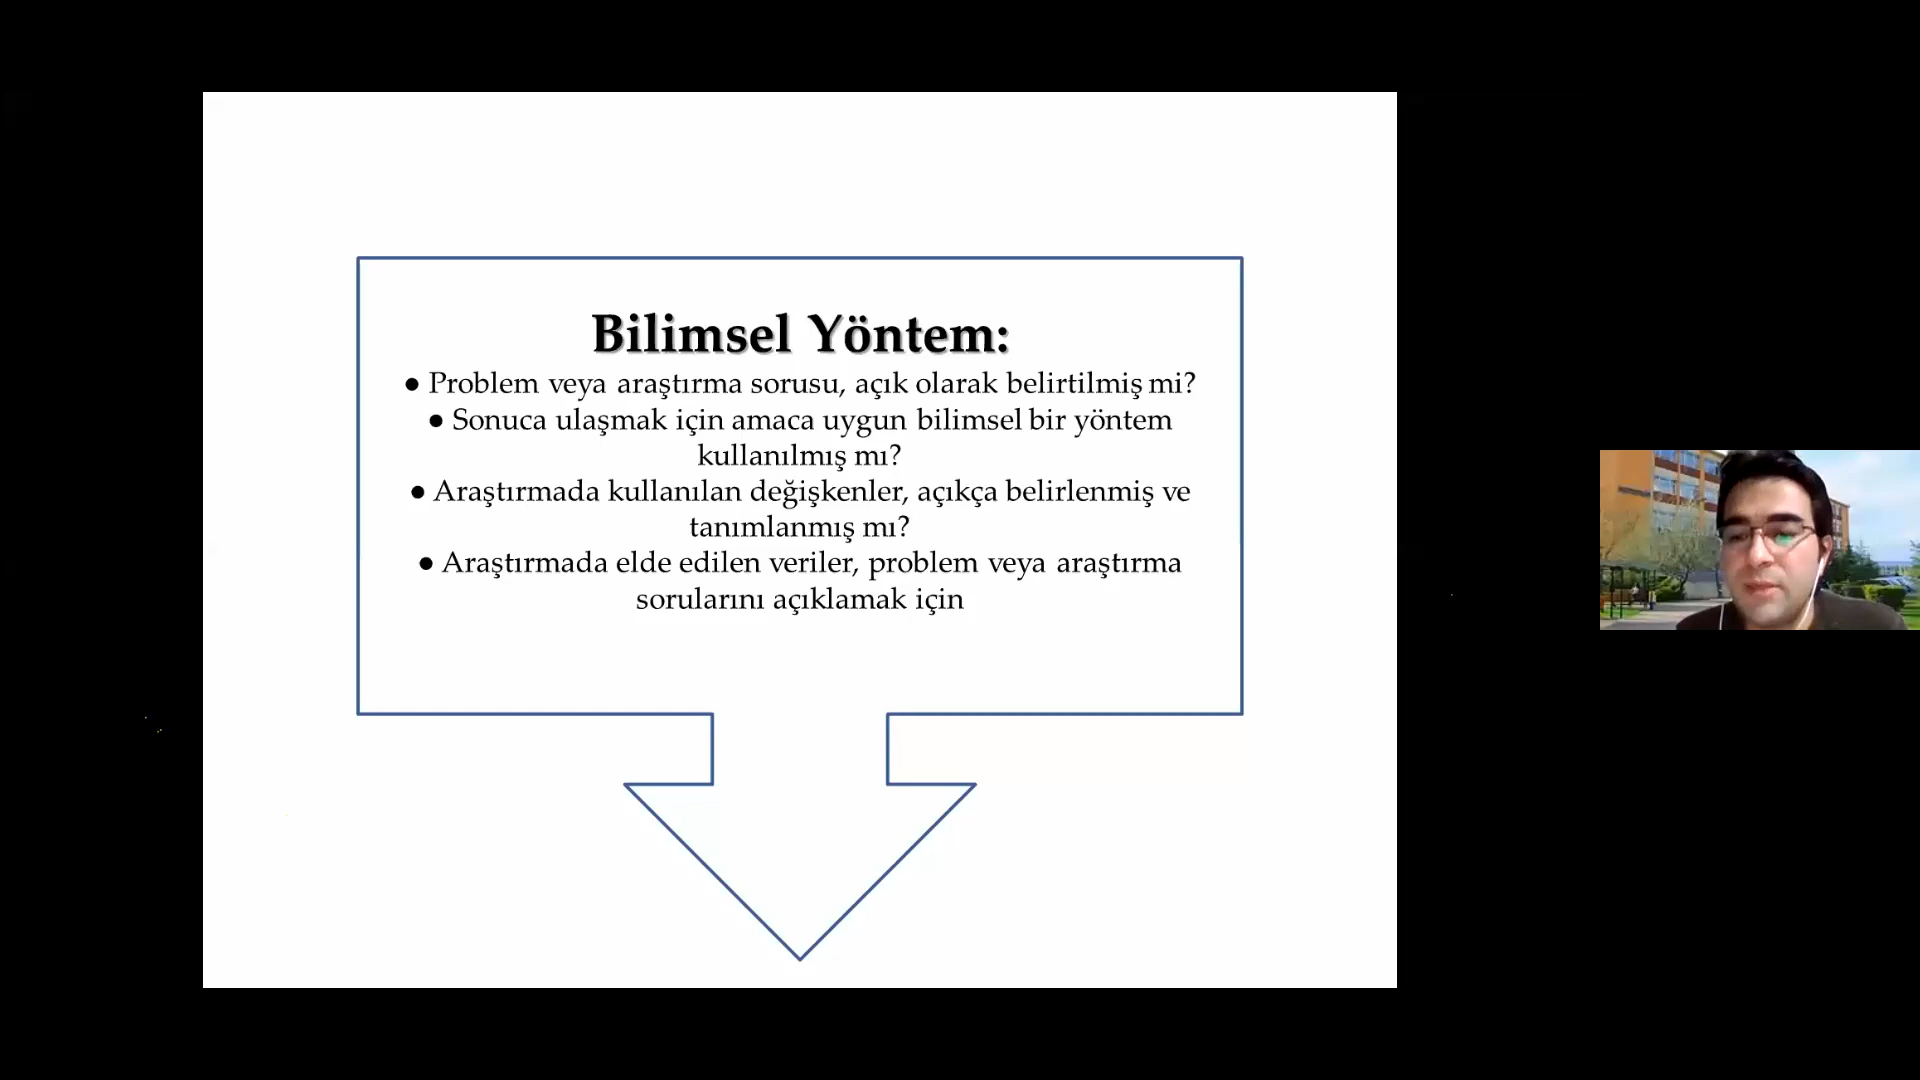 Bilimsel Yöntem:
● Problem veya araştırma sorusu, açık olarak belirtilmiş mi?
● Sonuca ulaşmak için amaca uygun bilimsel bir yöntem
kullanılmış mı?
● Araştırmada kullanılan değişkenler, açıkça belirlenmiş ve
tanımlanmış mı?
● Araştırmada elde edilen veriler, problem veya araştırma
sorularını açıklamak için